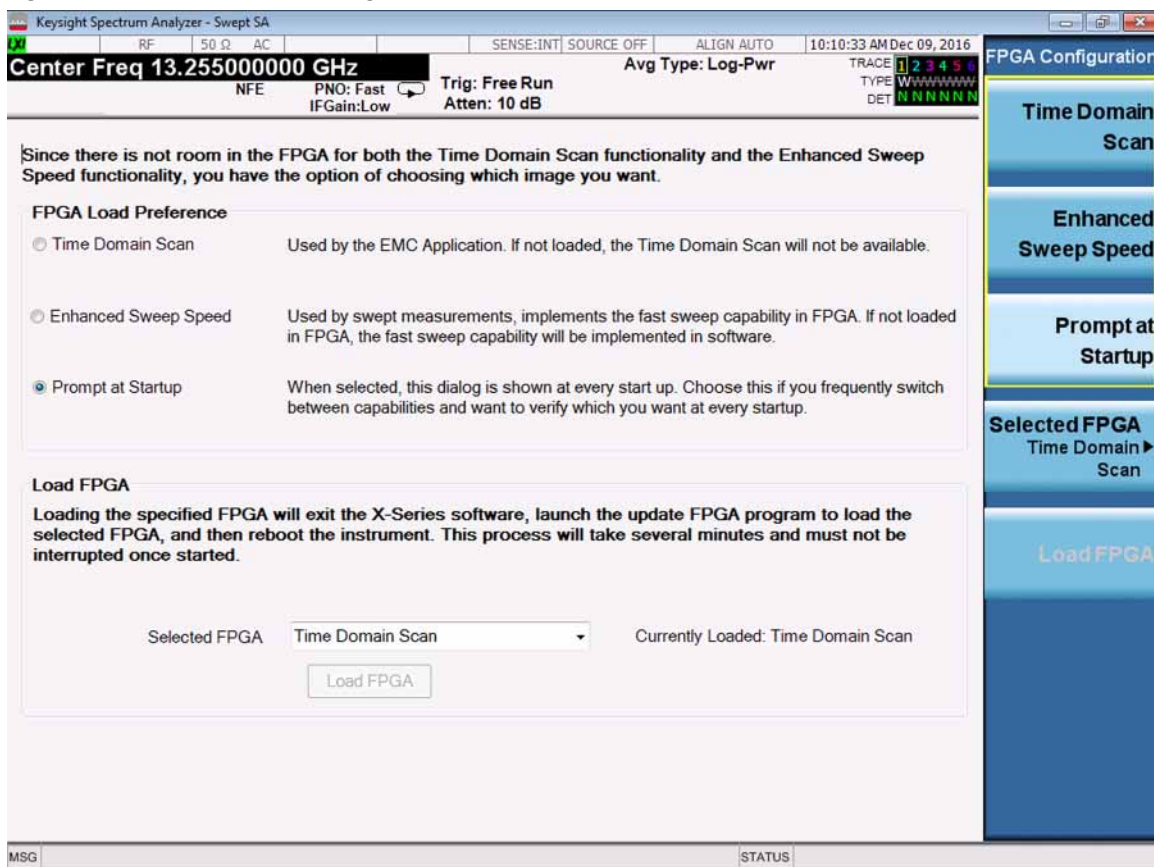 Keysight Spectrum Analyzer - Swept SA
LXI
RF
50 Ω
AC
SENSE:INT
SOURCE OFF
ALIGN AUTO
10:10:33 AM Dec 09, 2016
Center Freq 13.255000000 GHz
NFE
PNO: Fast
IFGain:Low
Trig: Free Run
Atten: 10 dB
Avg Type: Log-Pwr
TRACE 1 2 3 4 5 6
TYPE WWWWWW
DET N N N N N N
Since there is not room in the FPGA for both the Time Domain Scan functionality and the Enhanced Sweep
Speed functionality, you have the option of choosing which image you want.
FPGA Load Preference
Time Domain Scan
Used by the EMC Application. If not loaded, the Time Domain Scan will not be available.
Enhanced Sweep Speed
Used by swept measurements, implements the fast sweep capability in FPGA. If not loaded
in FPGA, the fast sweep capability will be implemented in software.
Prompt at Startup
When selected, this dialog is shown at every start up. Choose this if you frequently switch
between capabilities and want to verify which you want at every startup.
Load FPGA
Loading the specified FPGA will exit the X-Series software, launch the update FPGA program to load the
selected FPGA, and then reboot the instrument. This process will take several minutes and must not be
interrupted once started.
Selected FPGA
Time Domain Scan
Currently Loaded: Time Domain Scan
Load FPGA
FPGA Configuration
Time Domain
Scan
Enhanced
Sweep Speed
Prompt at
Startup
Selected FPGA
Time Domain
Scan
Load FPGA
MSG
STATUS